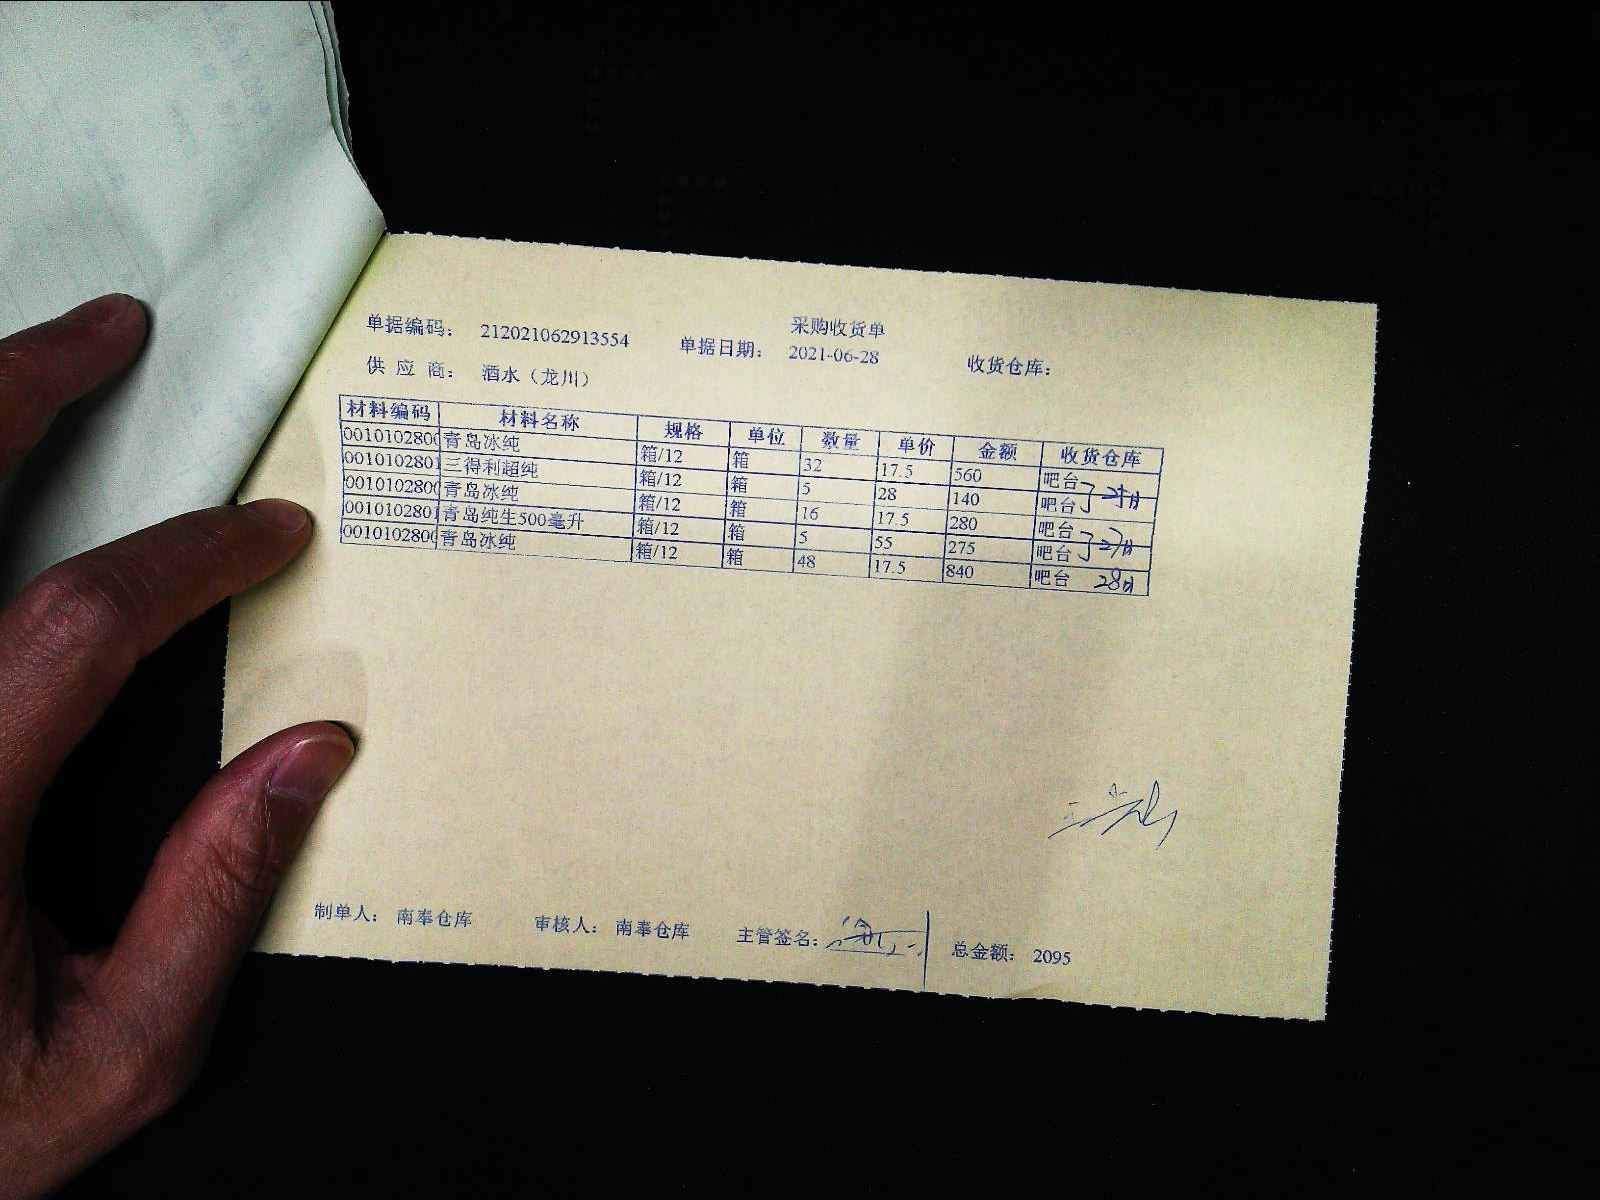 采购收货单
单据编码： 212021062913554 单据日期： 2021-06-28 收货仓库：
供 应 商： 酒水（龙川）
材料编码 材料名称 规格 单位 数量 单价 金额 收货仓库
0010102800 青岛冰纯 箱/12 箱 32 17.5 560 吧台
0010102801 三得利超纯 箱/12 箱 5 28 140 吧台
0010102800 青岛冰纯 箱/12 箱 16 17.5 280 吧台
0010102801 青岛纯生500毫升 箱/12 箱 5 55 275 吧台 27日
0010102800 青岛冰纯 箱/12 箱 48 17.5 840 吧台 28日
制单人： 南奉仓库 审核人： 南奉仓库 主管签名： 总金额： 2095